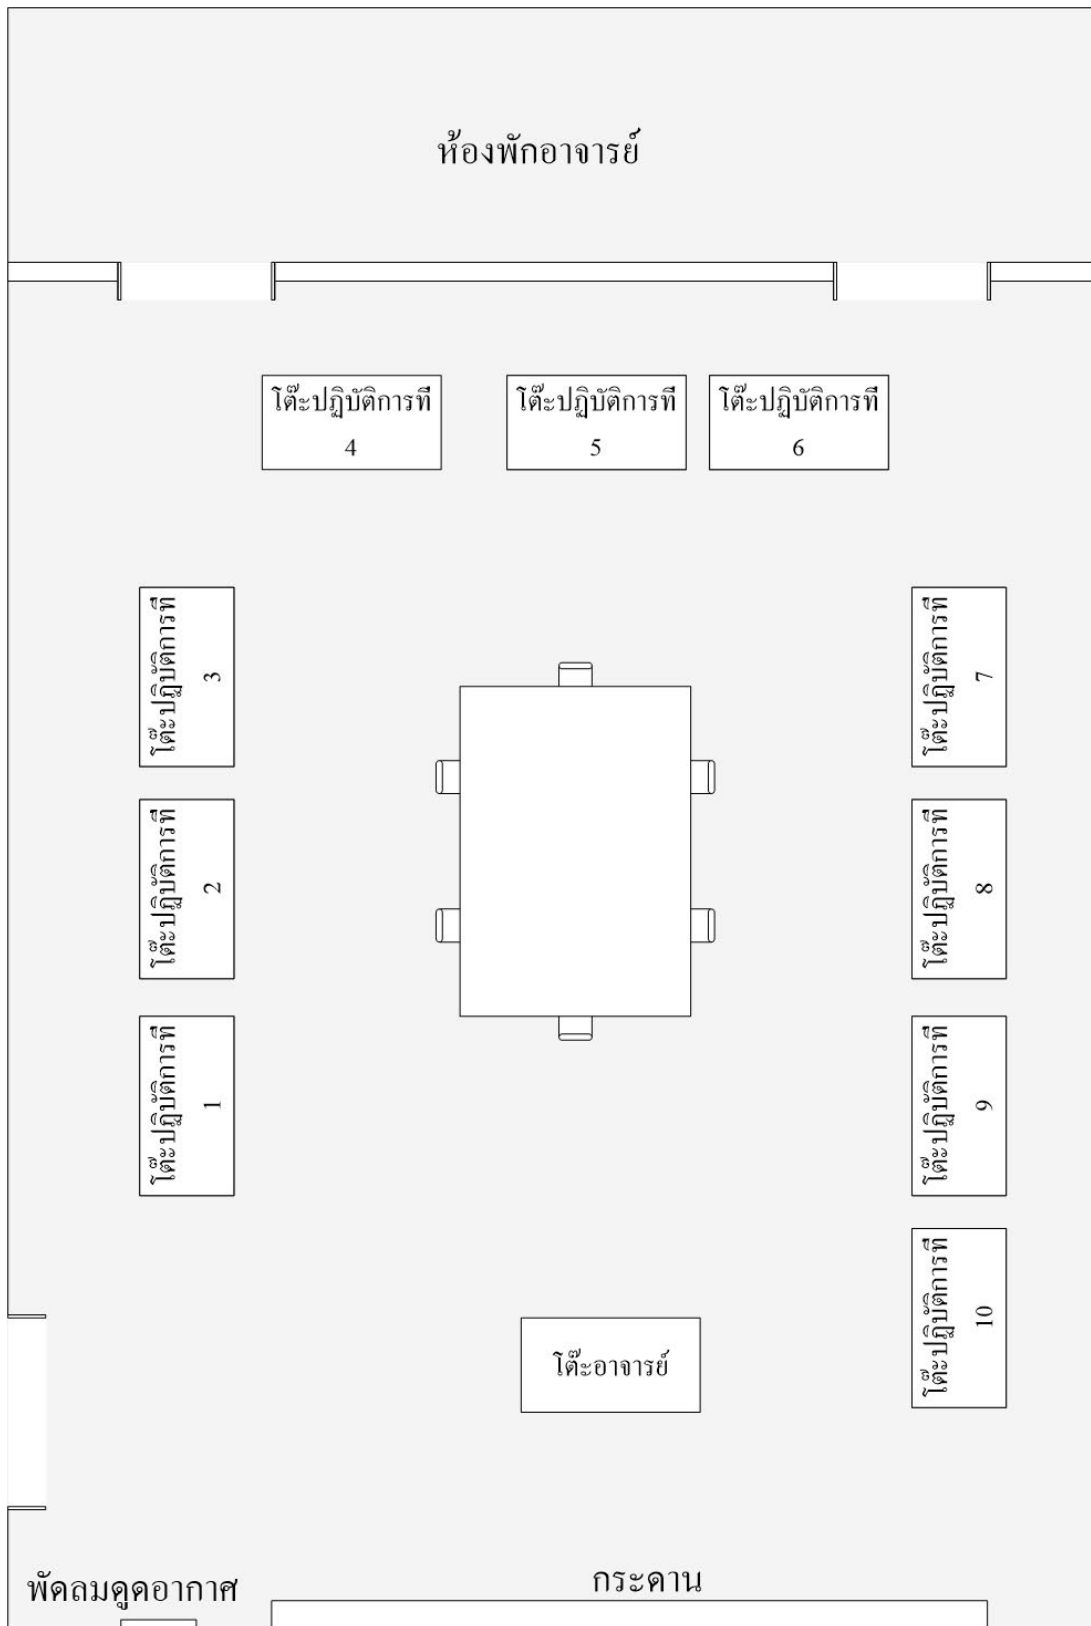 ห้องพักอาจารย์
โต๊ะปฏิบัติการที่
4
โต๊ะปฏิบัติการที่
5
โต๊ะปฏิบัติการที่
6
โต๊ะปฏิบัติการที่
3
โต๊ะปฏิบัติการที่
7
โต๊ะปฏิบัติการที่
2
โต๊ะปฏิบัติการที่
8
โต๊ะปฏิบัติการที่
1
โต๊ะปฏิบัติการที่
9
โต๊ะปฏิบัติการที่
10
โต๊ะอาจารย์
พัดลมดูดอากาศ
กระดาน